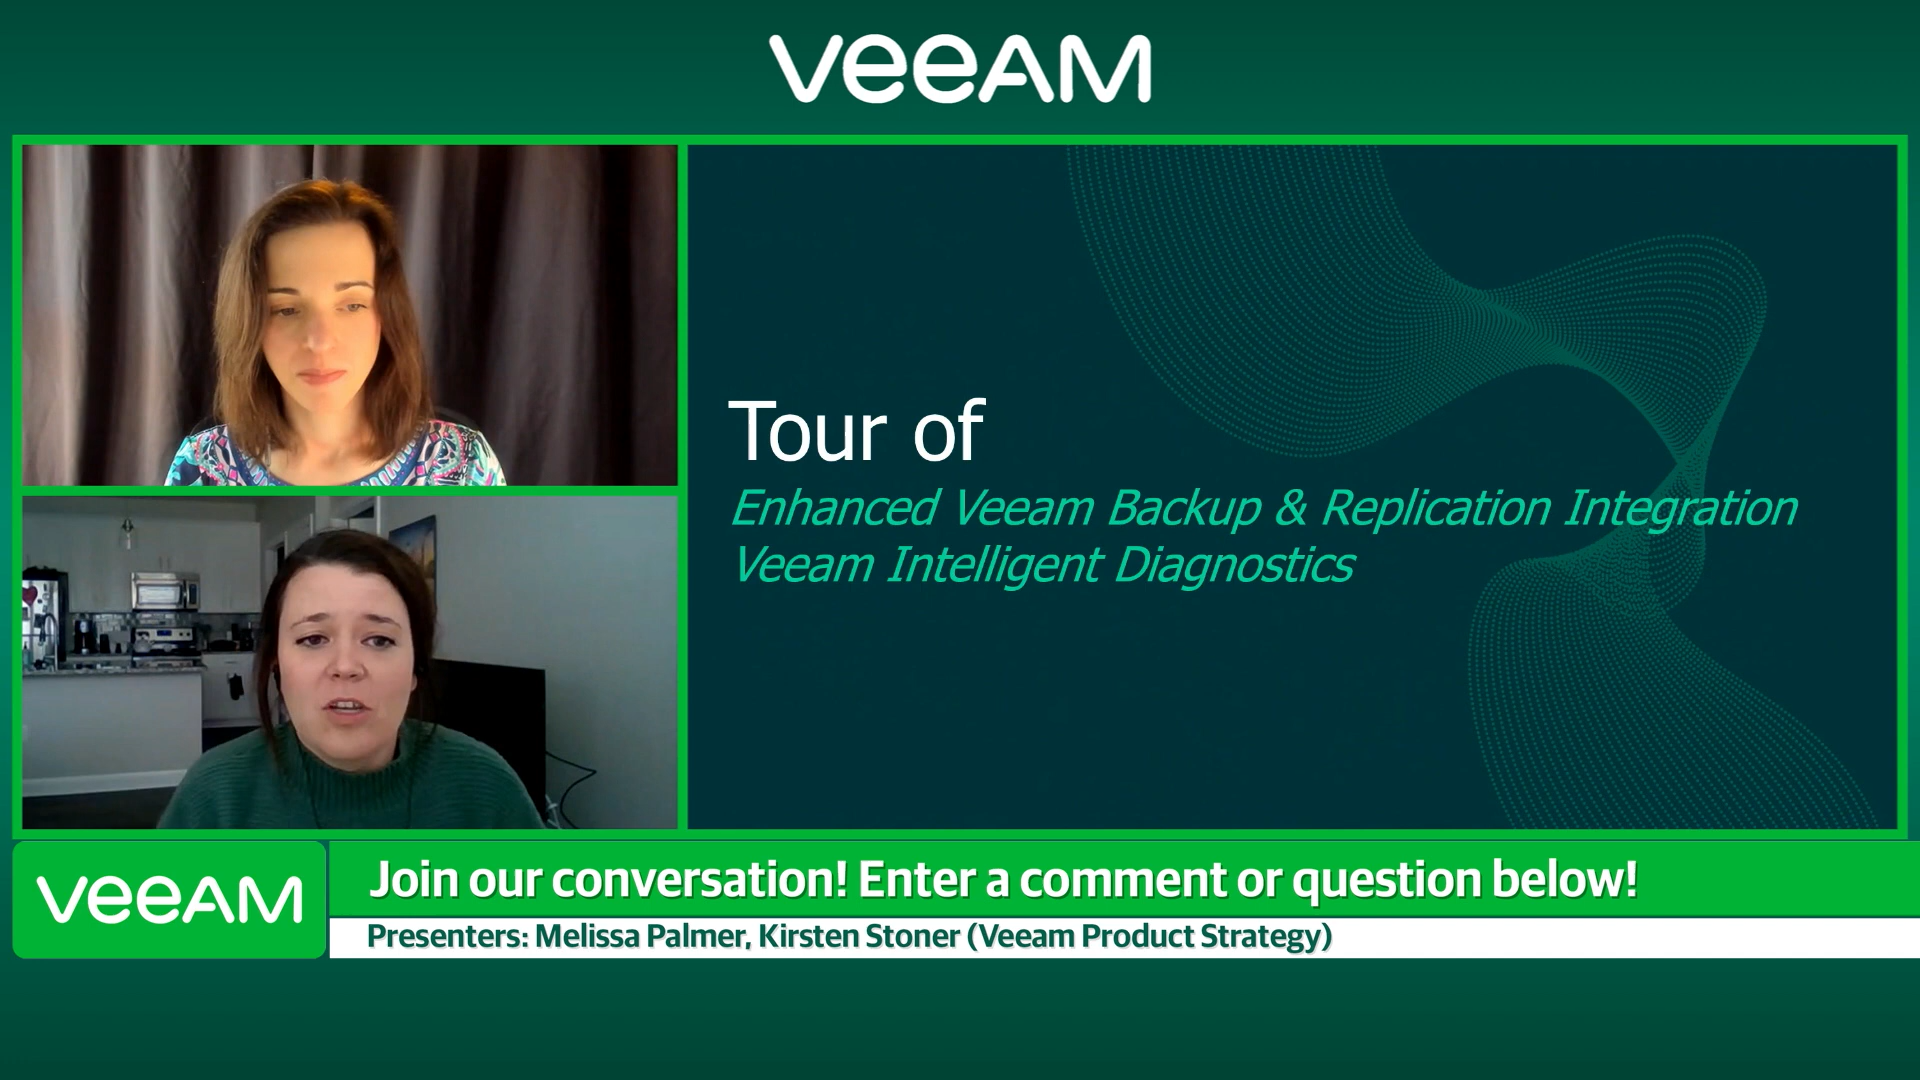 VEEAM
Tour of
Enhanced Veeam Backup & Replication Integration
Veeam Intelligent Diagnostics
VEEAM
Join our conversation! Enter a comment or question below!
Presenters: Melissa Palmer, Kirsten Stoner (Veeam Product Strategy)